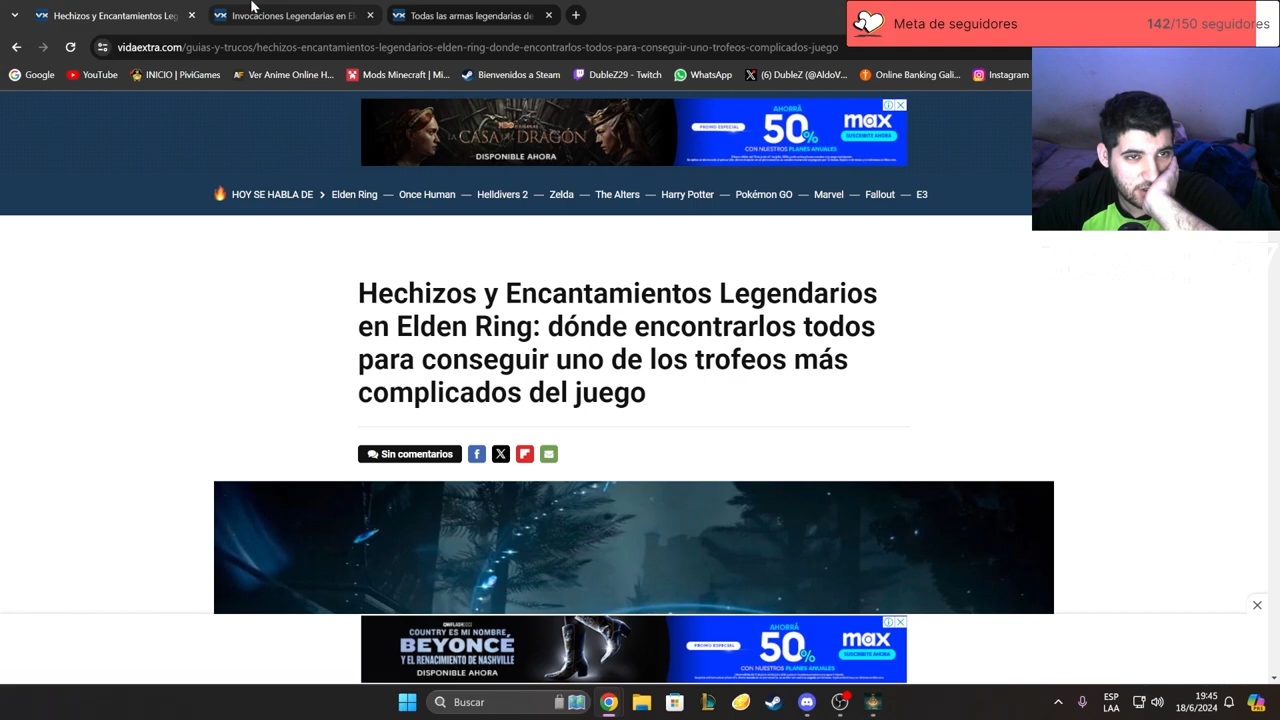 Hechizos y Encantamientos Leg
Invocaciones Legendarias en El
Todas las armas legendarias de
Meta de seguidores
142/150 seguidores
vidaextra.com/guias-y-trucos/hechizos-encantamientos-legendarios-elden-ring-donde-encontrarlos-todos-para-conseguir-uno-trofeos-complicados-juego
Google
YouTube
INICIO | PiviGames
Ver Anime Online H...
Mods Minecraft | Mi...
Bienvenidos a Steam
DubleZ29 - Twitch
WhatsApp
(6) DubleZ (@AldoV...
Online Banking Gali...
Instagram
HBO
LA CASA DEL DRAGÓN
DISPONIBLE AHORA
PROMO ESPECIAL
AHORRÁ
50%
CON NUESTROS PLANES ANUALES
max
SUSCRIBITE AHORA
HOY SE HABLA DE > Elden Ring — Once Human — Helldivers 2 — Zelda — The Alters — Harry Potter — Pokémon GO — Marvel — Fallout — E3
Hechizos y Encantamientos Legendarios
en Elden Ring: dónde encontrarlos todos
para conseguir uno de los trofeos más
complicados del juego
Sin comentarios
COUNTRY ES MI NOMBRE,
BEYONCÉ
Y EL RENACIMIENTO DE NASHVILLE
DISPONIBLE AHORA
PROMO ESPECIAL
AHORRÁ
50%
CON NUESTROS PLANES ANUALES
max
SUSCRIBITE AHORA
Buscar
ESP
LAA
19:45
18/6/2024